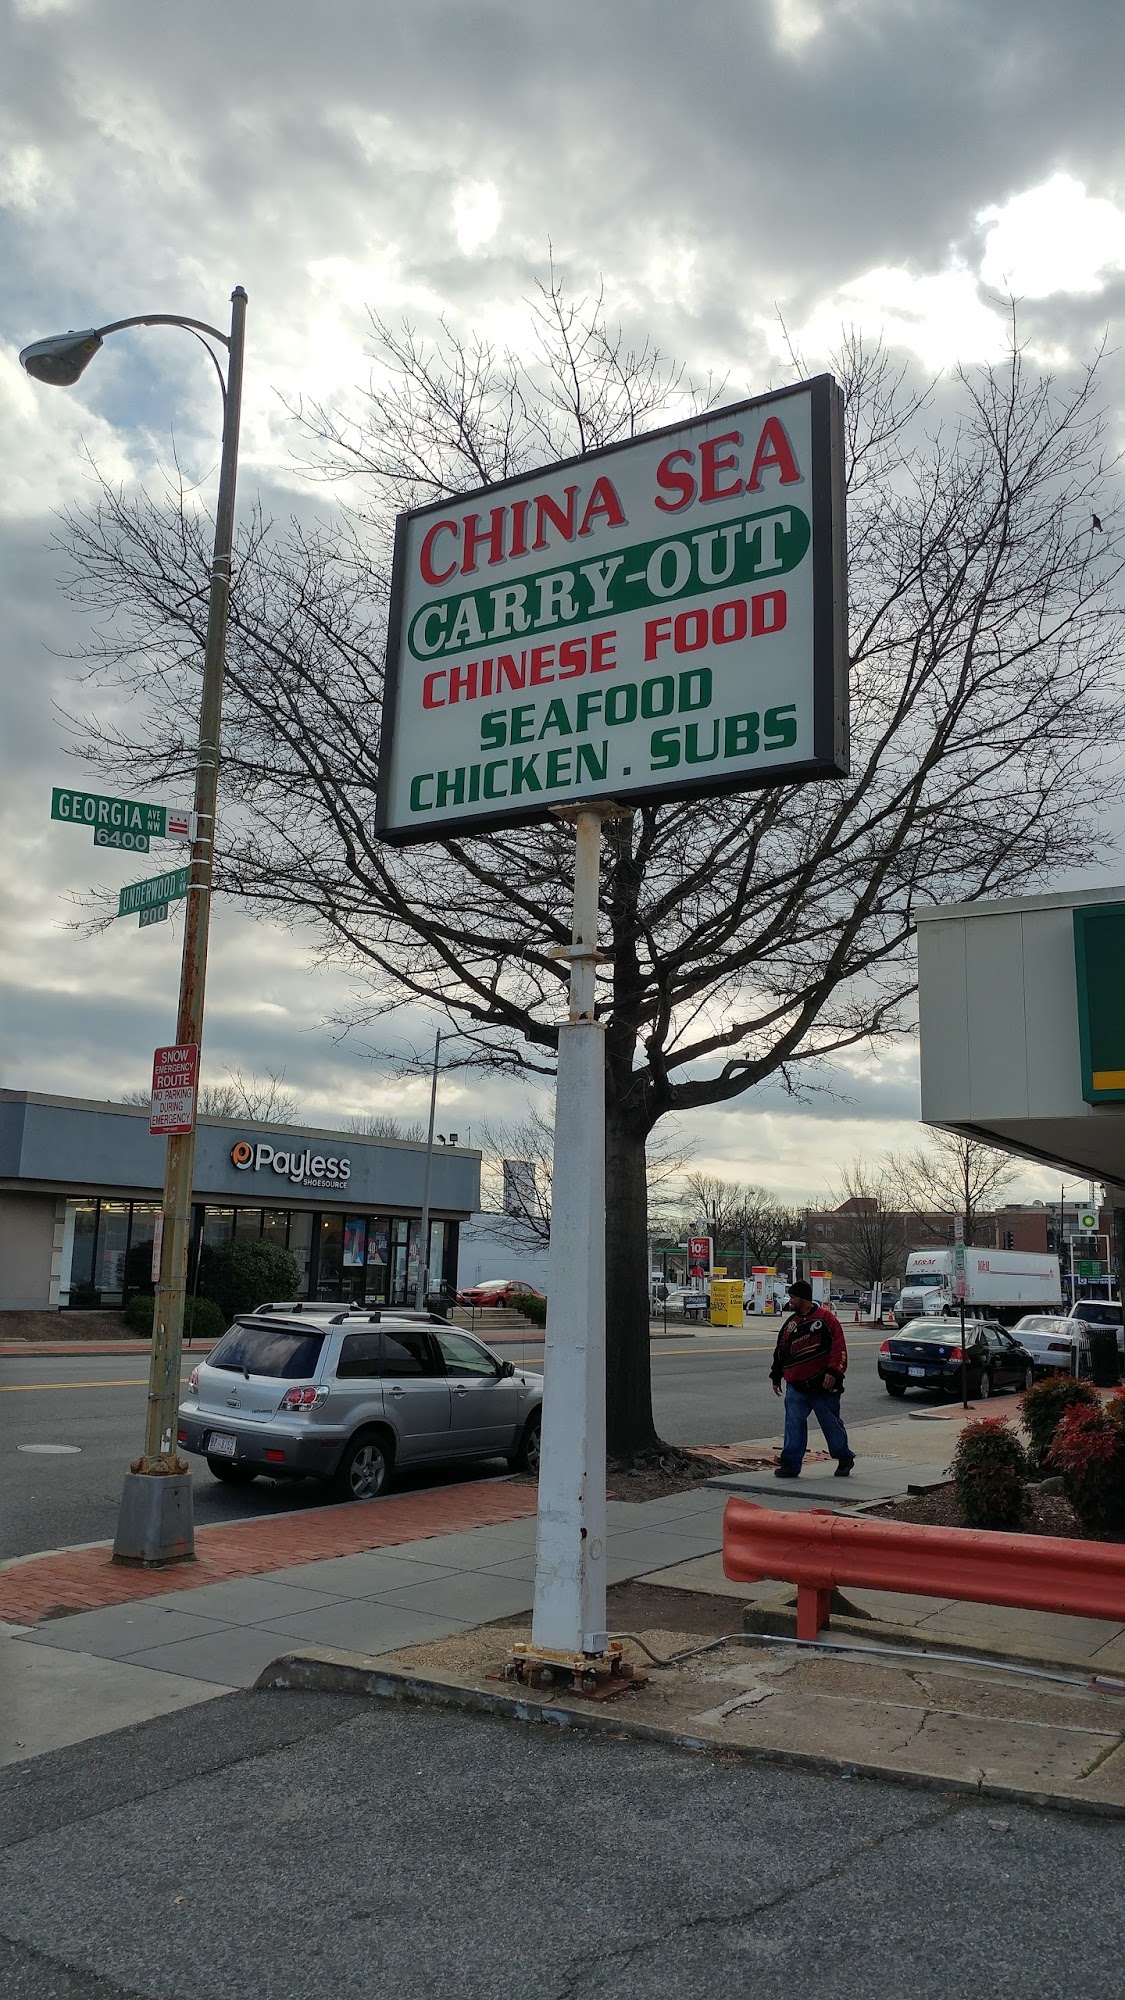 CHINA SEA
CARRY-OUT
CHINESE FOOD
SEAFOOD
CHICKEN . SUBS
GEORGIA AVE NW
6400
UNDERWOOD ST
900
SNOW
EMERGENCY
ROUTE
NO PARKING
DURING
EMERGENCY
Payless
SHOESOURCE
M&M
bp